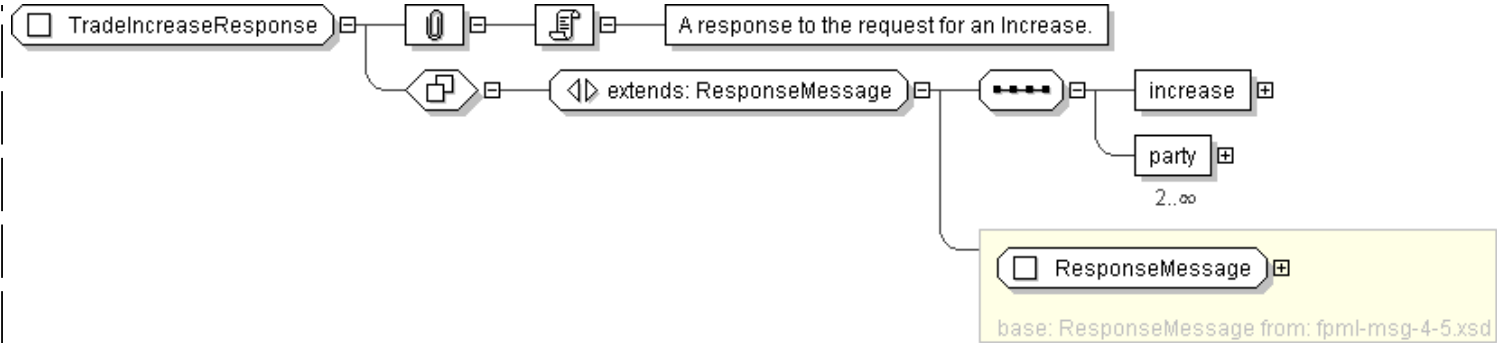 TradeIncreaseResponse
A response to the request for an Increase.
extends: ResponseMessage
increase
party
2..∞
ResponseMessage
base: ResponseMessage from: fpml-msg-4-5.xsd